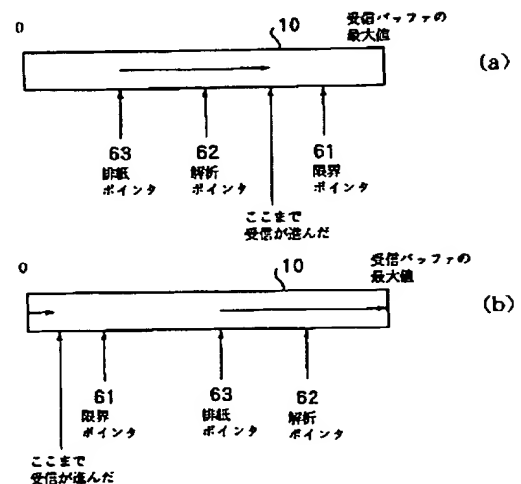 0
10
受信バッファの
最大値
(a)
63
排紙
ポインタ
62
解析
ポインタ
61
限界
ポインタ
ここまで
受信が進んだ
0
10
受信バッファの
最大値
(b)
61
限界
ポインタ
63
排紙
ポインタ
62
解析
ポインタ
ここまで
受信が進んだ